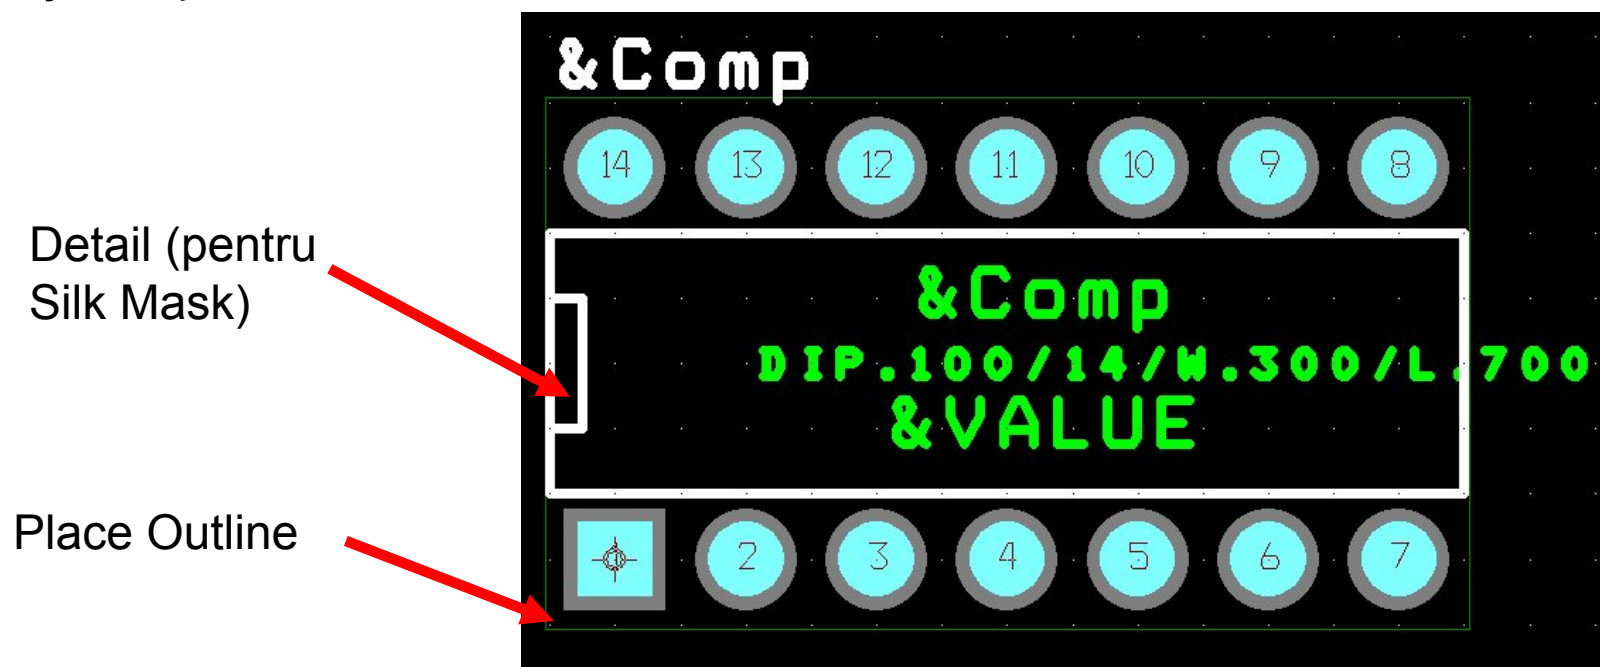 &Comp
14 13 12 11 10 9 8
Detail (pentru
Silk Mask)
&Comp
DIP.100/14/W.300/L.700
&VALUE
Place Outline
1 2 3 4 5 6 7